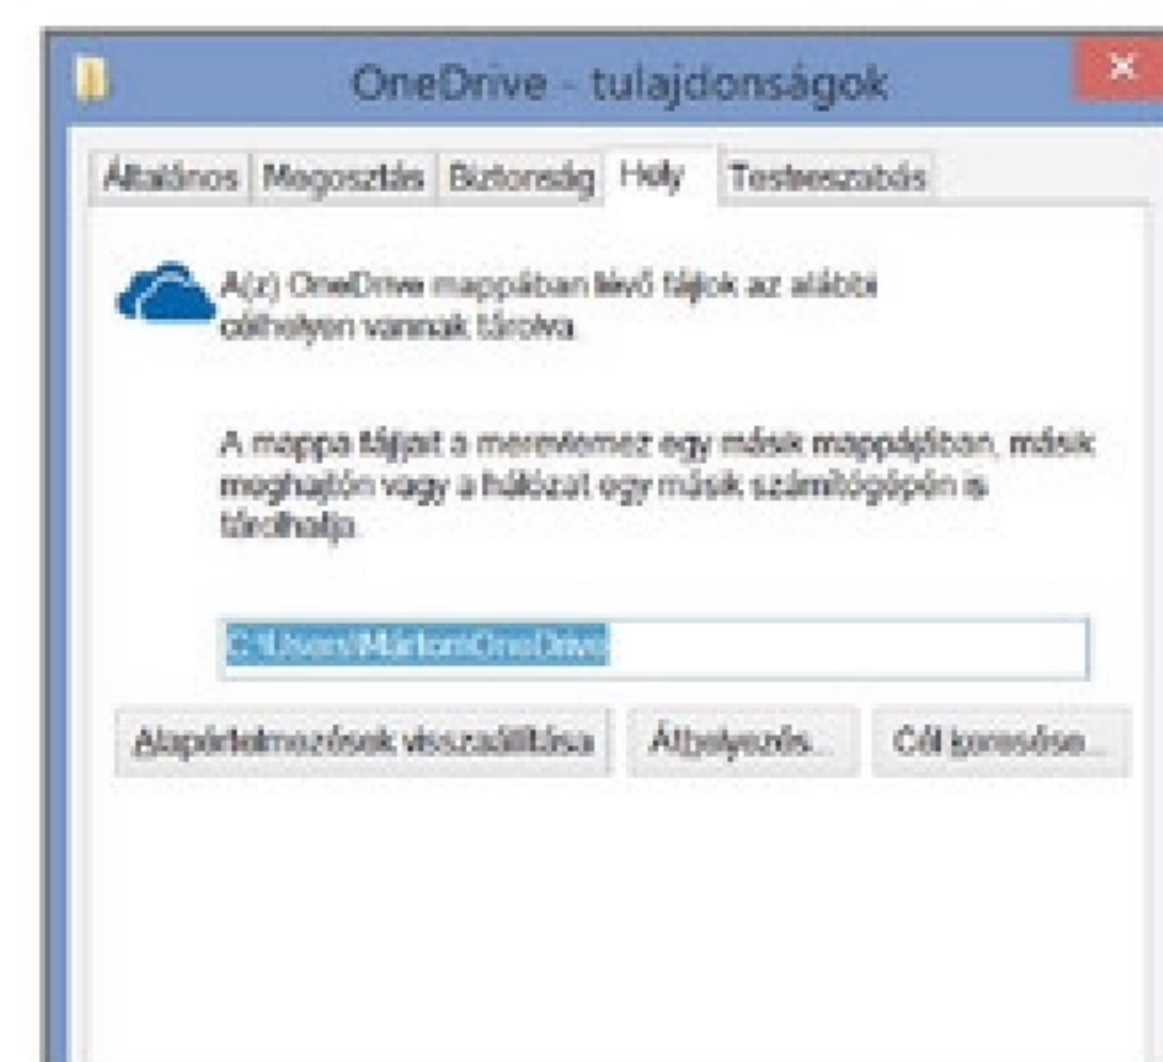 OneDrive - tulajdonságok
Általános Megosztás Biztonság Hely Testreszabás
A(z) OneDrive mappában lévő fájlok az alábbi
célhelyen vannak tárolva.
A mappa fájljait a merevlemez egy másik mappájában, másik
meghajtón vagy a hálózat egy másik számítógépén is
tárolhatja.
C:\Users\Márton\OneDrive
Alapértelmezések visszaállítása Áthelyezés... Cél keresése...